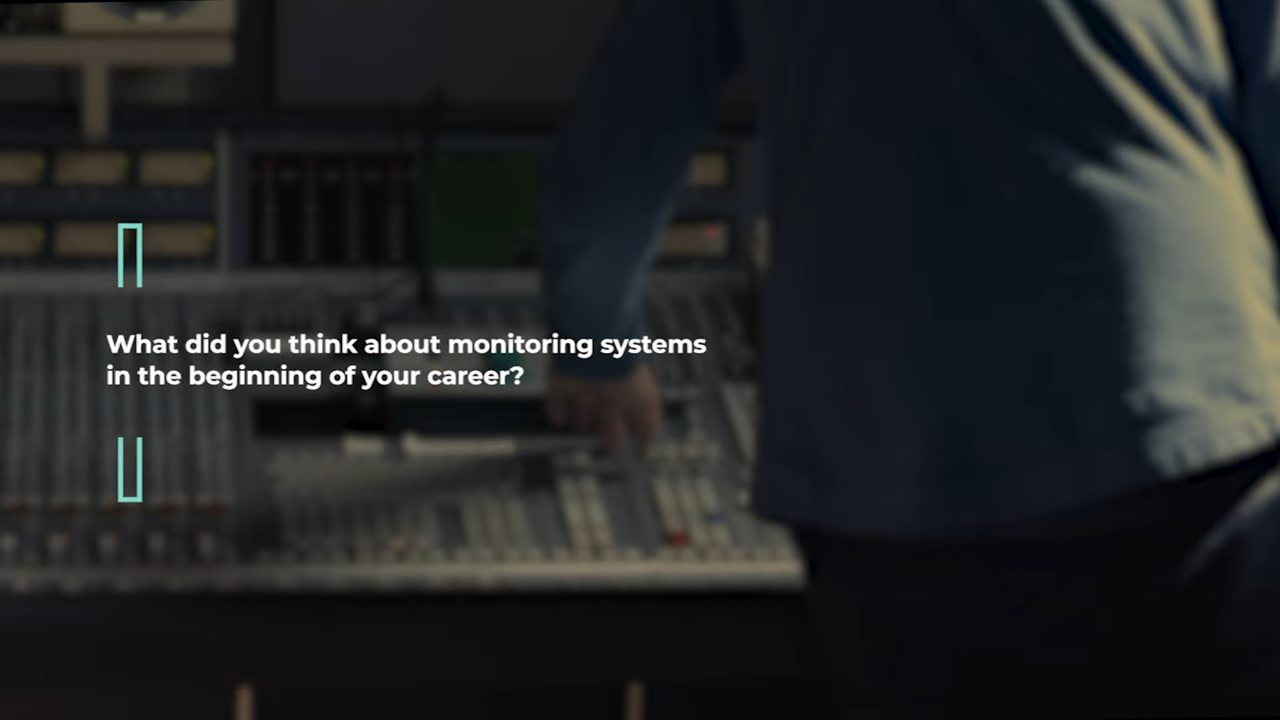 What did you think about monitoring systems
in the beginning of your career?